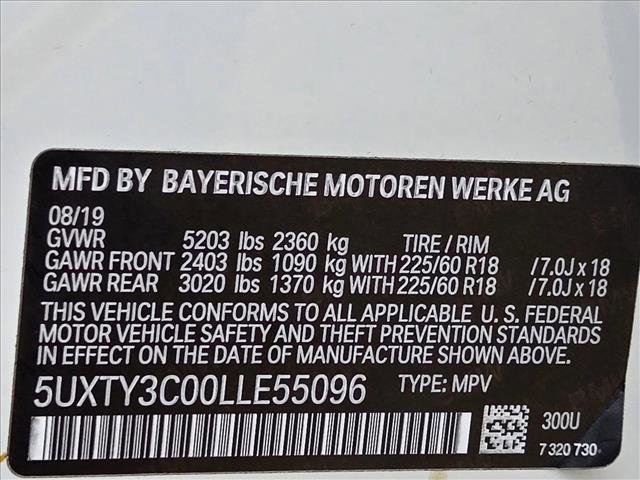 MFD BY BAYERISCHE MOTOREN WERKE AG
08/19
GVWR 5203 lbs 2360 kg TIRE / RIM
GAWR FRONT 2403 lbs 1090 kg WITH 225/60 R18 /7.0J x 18
GAWR REAR 3020 lbs 1370 kg WITH 225/60 R18 /7.0J x 18
THIS VEHICLE CONFORMS TO ALL APPLICABLE U. S. FEDERAL
MOTOR VEHICLE SAFETY AND THEFT PREVENTION STANDARDS
IN EFFECT ON THE DATE OF MANUFACTURE SHOWN ABOVE.
5UXTY3C00LLE55096 TYPE: MPV
300U
7 320 730